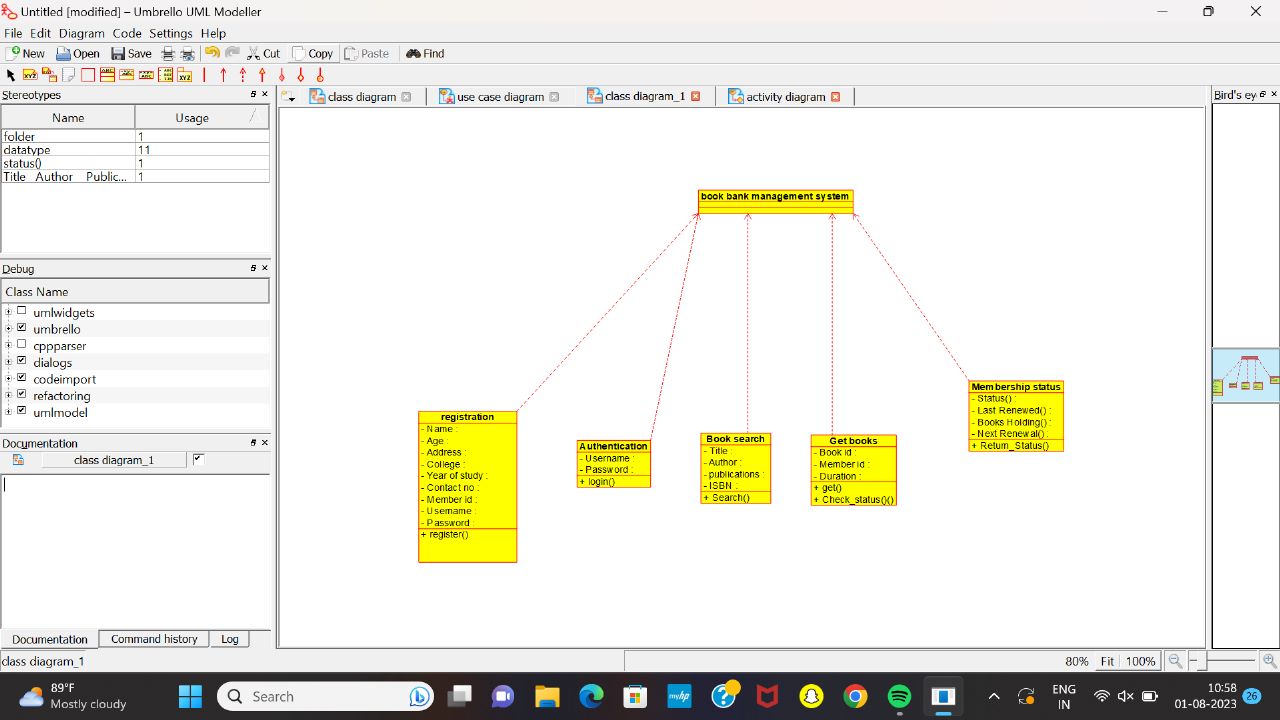 Untitled [modified] – Umbrello UML Modeller
File Edit Diagram Code Settings Help
New Open Save Cut Copy Paste Find
Stereotypes
Name Usage
folder 1
datatype 11
status() 1
Title Author Public... 1
Debug
Class Name
umlwidgets
umbrello
cppparser
dialogs
codeimport
refactoring
umlmodel
Documentation
class diagram_1
Documentation Command history Log
class diagram use case diagram class diagram_1 activity diagram
Bird's ey
book bank management system
registration
- Name :
- Age :
- Address :
- College :
- Year of study :
- Contact no :
- Member id :
- Username :
- Password :
+ register()
Authentication
- Username :
- Password :
+ login()
Book search
- Title :
- Author :
- publications :
- ISBN :
+ Search()
Get books
- Book id :
- Member id :
- Duration :
+ get()
+ Check_status()()
Membership status
- Status() :
- Last Renewed() :
- Books Holding() :
- Next Renewal() :
+ Return_Status()
class diagram_1
80% Fit 100%
89°F
Mostly cloudy
Search
myhp
ENG
IN
10:58
01-08-2023
26